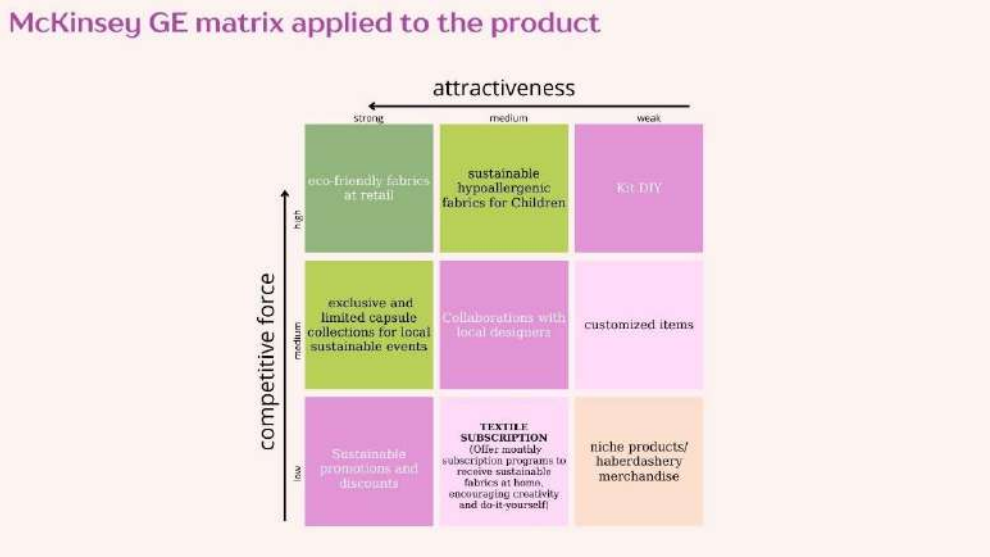 McKinsey GE matrix applied to the product
attractiveness
strong
medium
weak
competitive force
high
eco-friendly fabrics
at retail
sustainable
hypoallergenic
fabrics for Children
Kit DIY
medium
exclusive and
limited capsule
collections for local
sustainable events
Collaborations with
local designers
customized items
low
Sustainable
promotions and
discounts
TEXTILE
SUBSCRIPTION
(Offer monthly
subscription programs to
receive sustainable
fabrics at home,
encouraging creativity
and do-it-yourself)
niche products/
haberdashery
merchandise